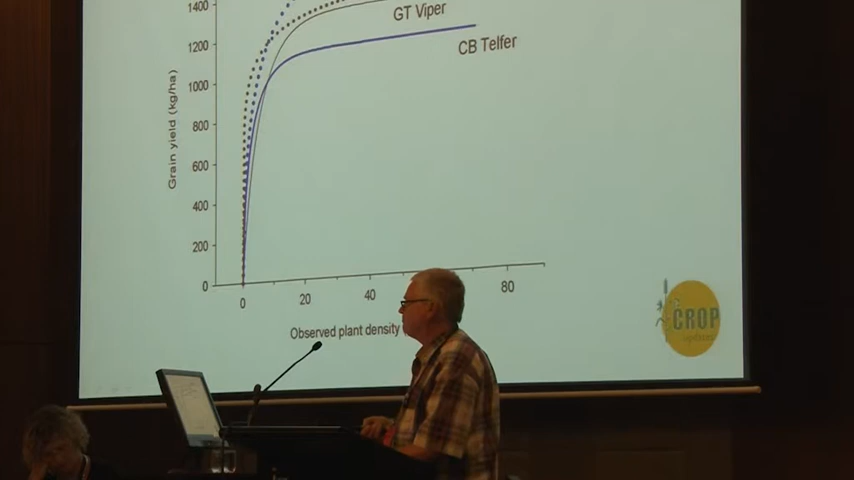 1400
GT Viper
1200
CB Telfer
1000
Grain yield (kg/ha)
800
600
400
200
0
0
20
40
80
Observed plant density
CROP
updates